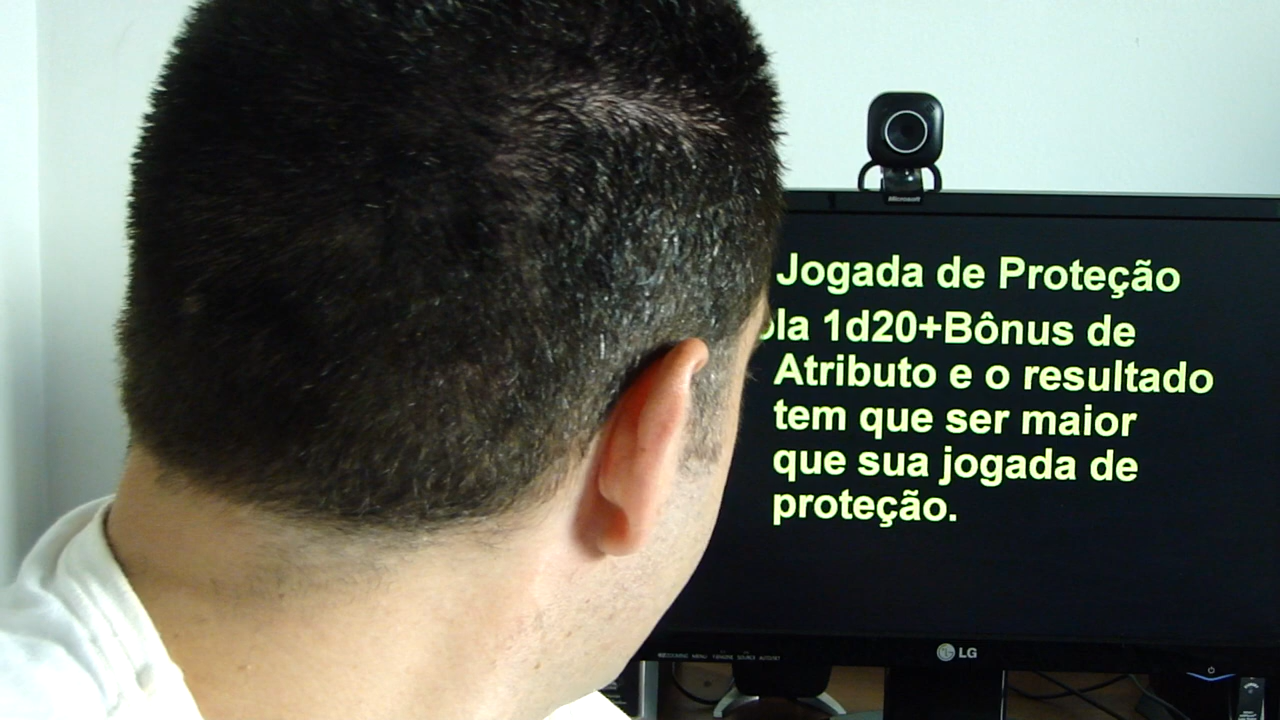 Jogada de Proteção
ola 1d20+Bônus de
Atributo e o resultado
tem que ser maior
que sua jogada de
proteção.
Microsoft
LG